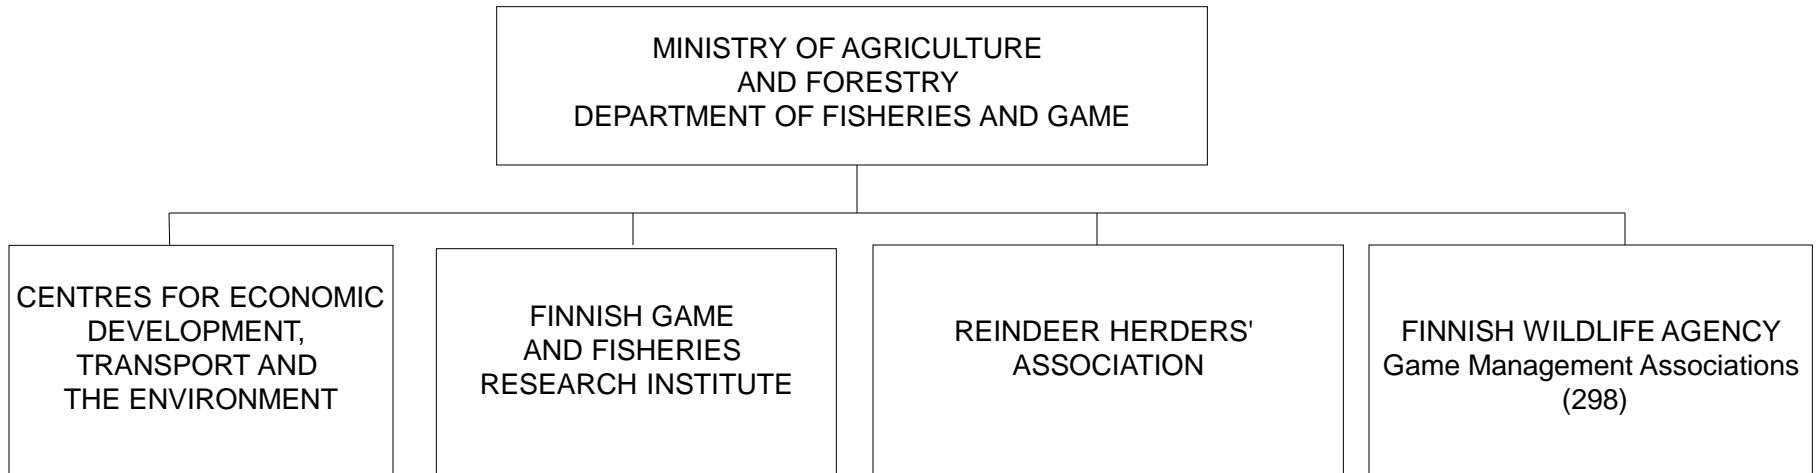 MINISTRY OF AGRICULTURE
AND FORESTRY
DEPARTMENT OF FISHERIES AND GAME
CENTRES FOR ECONOMIC
DEVELOPMENT,
TRANSPORT AND
THE ENVIRONMENT
FINNISH GAME
AND FISHERIES
RESEARCH INSTITUTE
REINDEER HERDERS'
ASSOCIATION
FINNISH WILDLIFE AGENCY
Game Management Associations
(298)